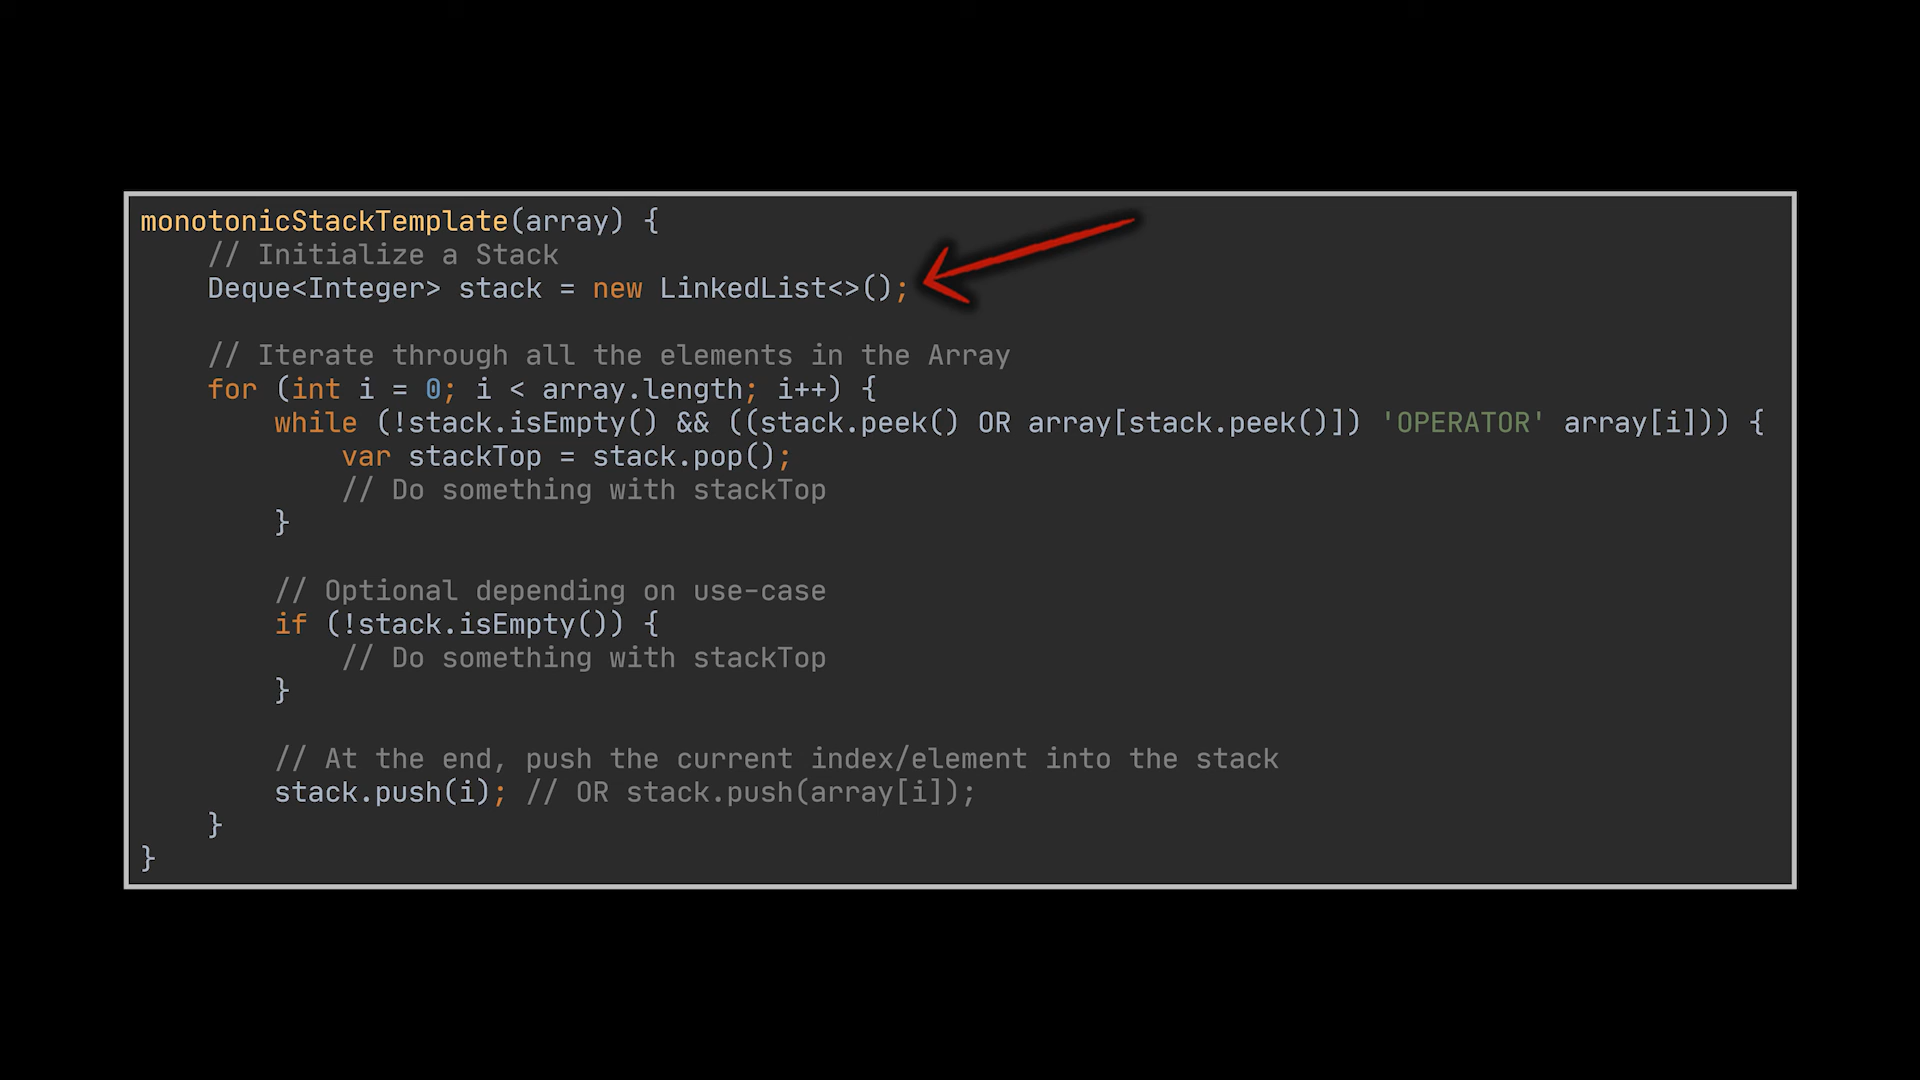 monotonicStackTemplate(array) {
// Initialize a Stack
Deque<Integer> stack = new LinkedList<>();
// Iterate through all the elements in the Array
for (int i = 0; i < array.length; i++) {
while (!stack.isEmpty() && ((stack.peek() OR array[stack.peek()]) 'OPERATOR' array[i])) {
var stackTop = stack.pop();
// Do something with stackTop
}
// Optional depending on use-case
if (!stack.isEmpty()) {
// Do something with stackTop
}
// At the end, push the current index/element into the stack
stack.push(i); // OR stack.push(array[i]);
}
}